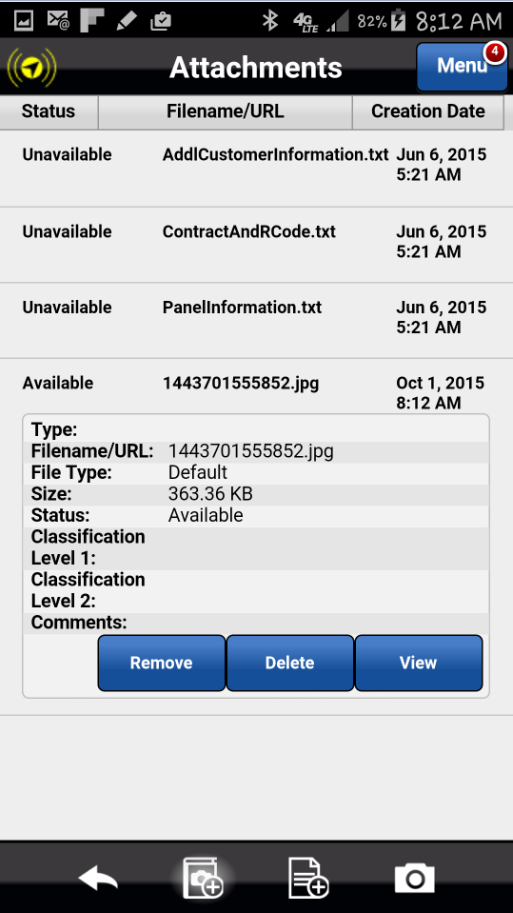 4G LTE 82% 8:12 AM
Attachments
Menu 4
Status Filename/URL Creation Date
Unavailable AddlCustomerInformation.txt Jun 6, 2015
5:21 AM
Unavailable ContractAndRCode.txt Jun 6, 2015
5:21 AM
Unavailable PanelInformation.txt Jun 6, 2015
5:21 AM
Available 1443701555852.jpg Oct 1, 2015
8:12 AM
Type:
Filename/URL: 1443701555852.jpg
File Type: Default
Size: 363.36 KB
Status: Available
Classification
Level 1:
Classification
Level 2:
Comments:
Remove Delete View